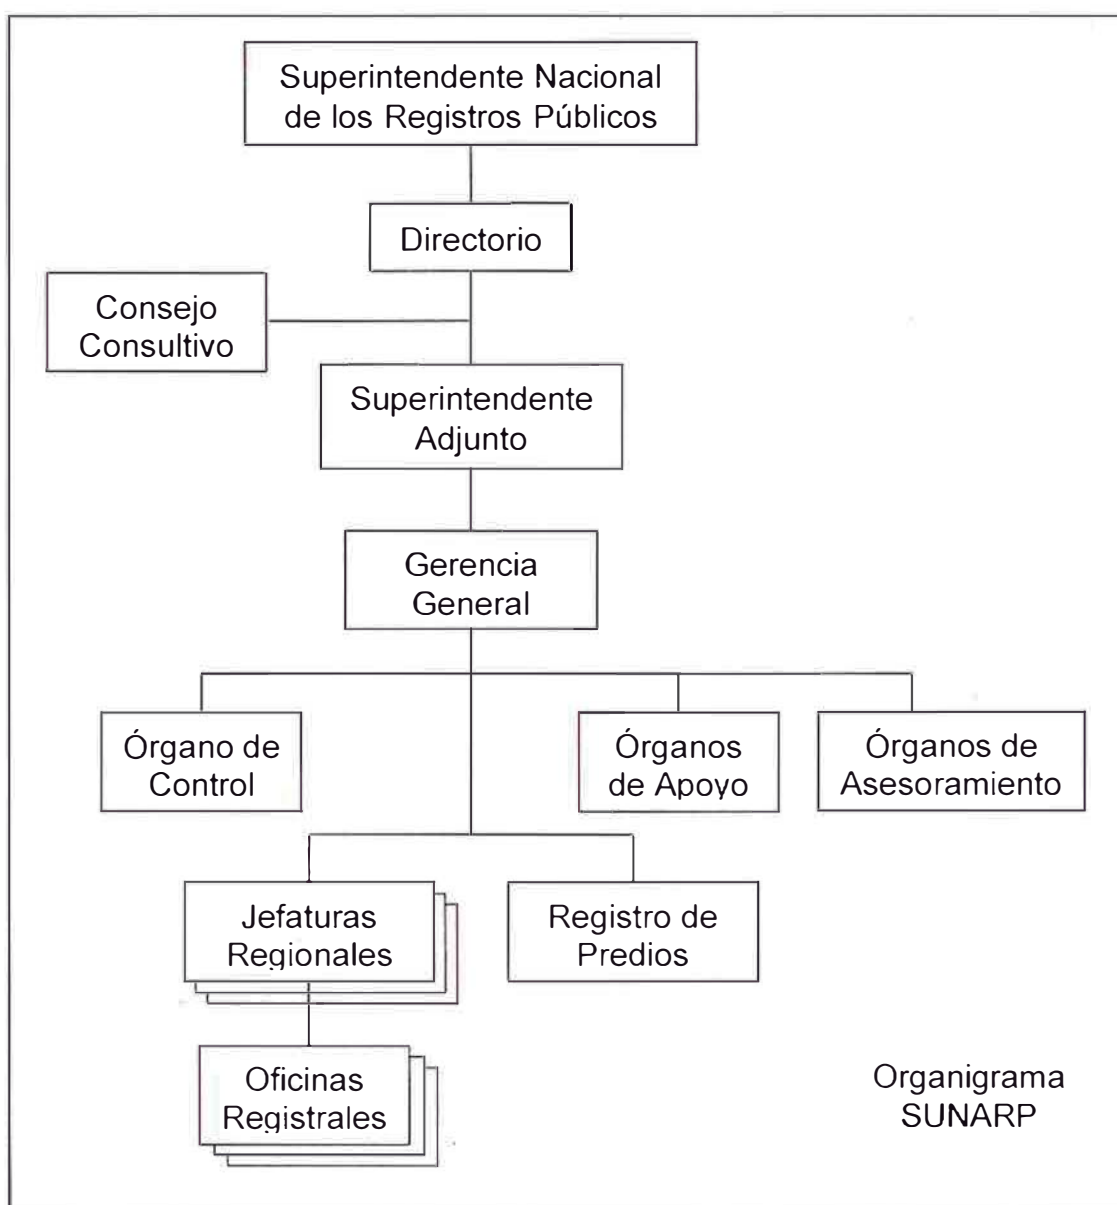 Superintendente Nacional
de los Registros Públicos
Directorio
Consejo
Consultivo
Superintendente
Adjunto
Gerencia
General
Órgano de
Control
Órganos
de Apoyo
Órganos de
Asesoramiento
Jefaturas
Regionales
Registro de
Predios
Oficinas
Registrales
Organigrama
SUNARP